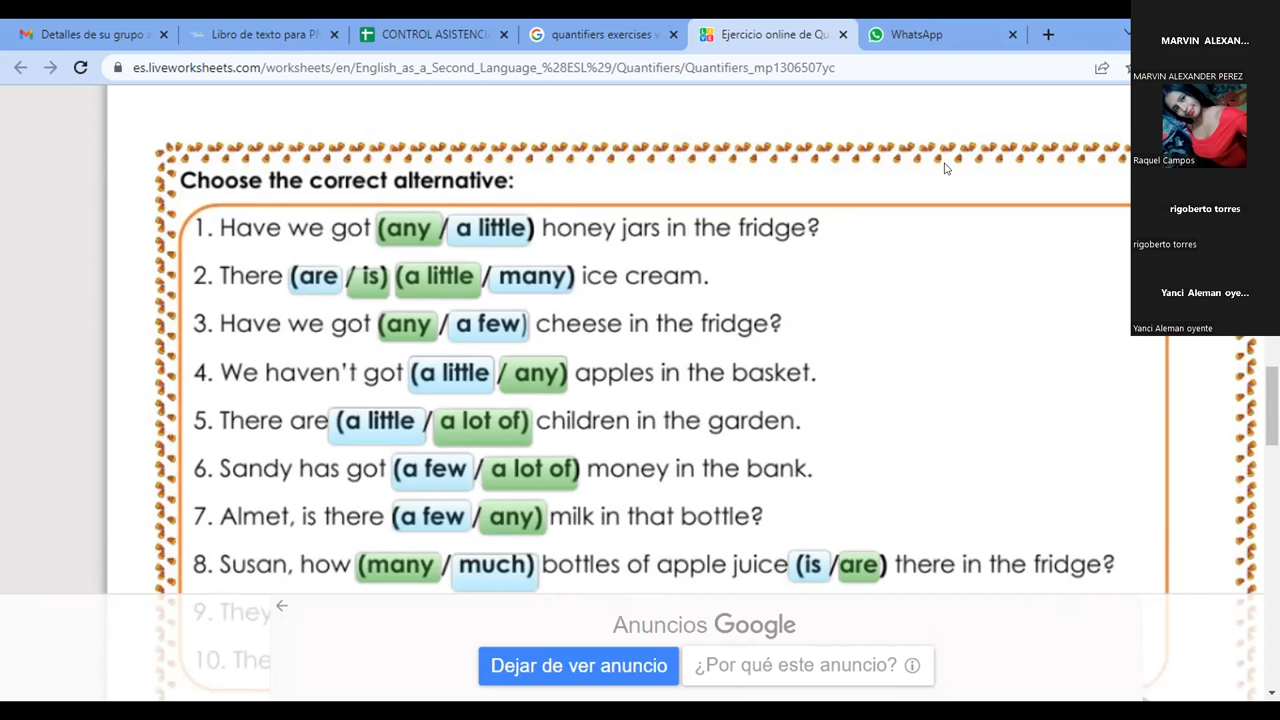 Detalles de su grupo
Libro de texto para P
CONTROL ASISTENCI
quantifiers exercises w
Ejercicio online de Qu
WhatsApp
es.liveworksheets.com/worksheets/en/English_as_a_Second_Language_%28ESL%29/Quantifiers/Quantifiers_mp1306507yc
MARVIN ALEXAN...
MARVIN ALEXANDER PEREZ
Raquel Campos
rigoberto torres
rigoberto torres
Yanci Aleman oye...
Yanci Aleman oyente
Choose the correct alternative:
1. Have we got (any / a little) honey jars in the fridge?
2. There (are / is) (a little / many) ice cream.
3. Have we got (any / a few) cheese in the fridge?
4. We haven't got (a little / any) apples in the basket.
5. There are (a little / a lot of) children in the garden.
6. Sandy has got (a few / a lot of) money in the bank.
7. Almet, is there (a few / any) milk in that bottle?
8. Susan, how (many / much) bottles of apple juice (is / are) there in the fridge?
9. They
10. The
Anuncios Google
Dejar de ver anuncio
¿Por qué este anuncio?